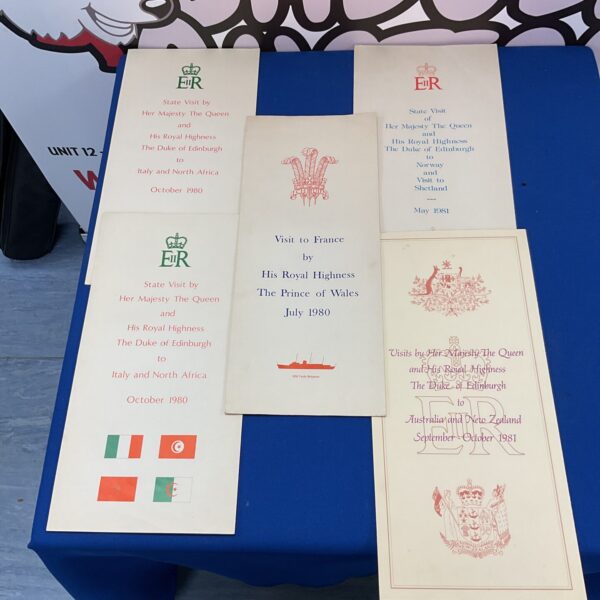 UNIT 12
EIIR
State Visit by
Her Majesty The Queen
and
His Royal Highness
The Duke of Edinburgh
to
Italy and North Africa
October 1980
EIIR
State Visit
of
Her Majesty The Queen
and
His Royal Highness
The Duke of Edinburgh
to
Norway
and
Visit to
Shetland
May 1981
Visit to France
by
His Royal Highness
The Prince of Wales
July 1980
EIIR
State Visit by
Her Majesty The Queen
and
His Royal Highness
The Duke of Edinburgh
to
Italy and North Africa
October 1980
Visits by Her Majesty The Queen
and His Royal Highness
The Duke of Edinburgh
to
Australia and New Zealand
September - October 1981
EIIR